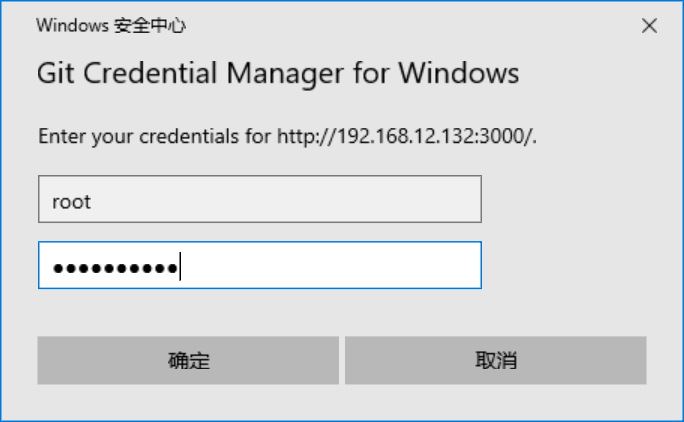 Windows 安全中心
Git Credential Manager for Windows
Enter your credentials for http://192.168.12.132:3000/.
root
●●●●●●●●●●
确定 取消